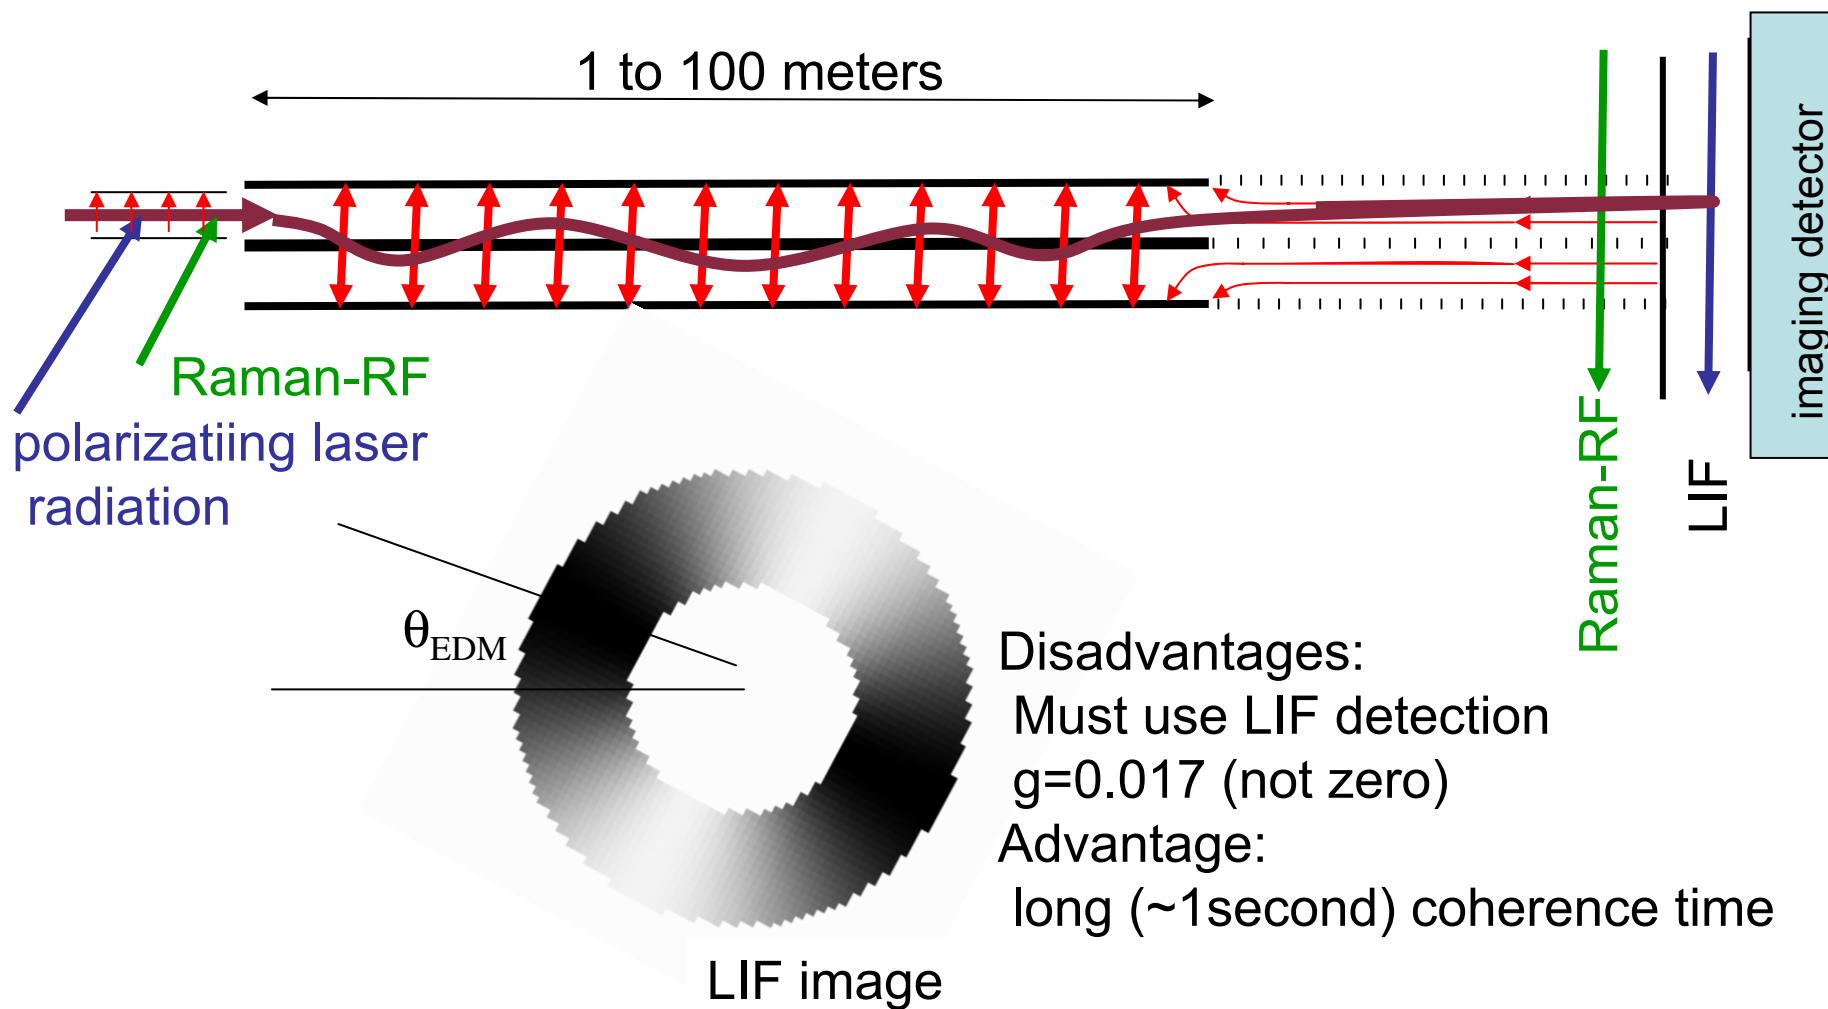 1 to 100 meters
imaging detector
Raman-RF
polarizatiing laser
radiation
Raman-RF
LIF
θEDM
Disadvantages:
Must use LIF detection
g=0.017 (not zero)
Advantage:
long (~1second) coherence time
LIF image